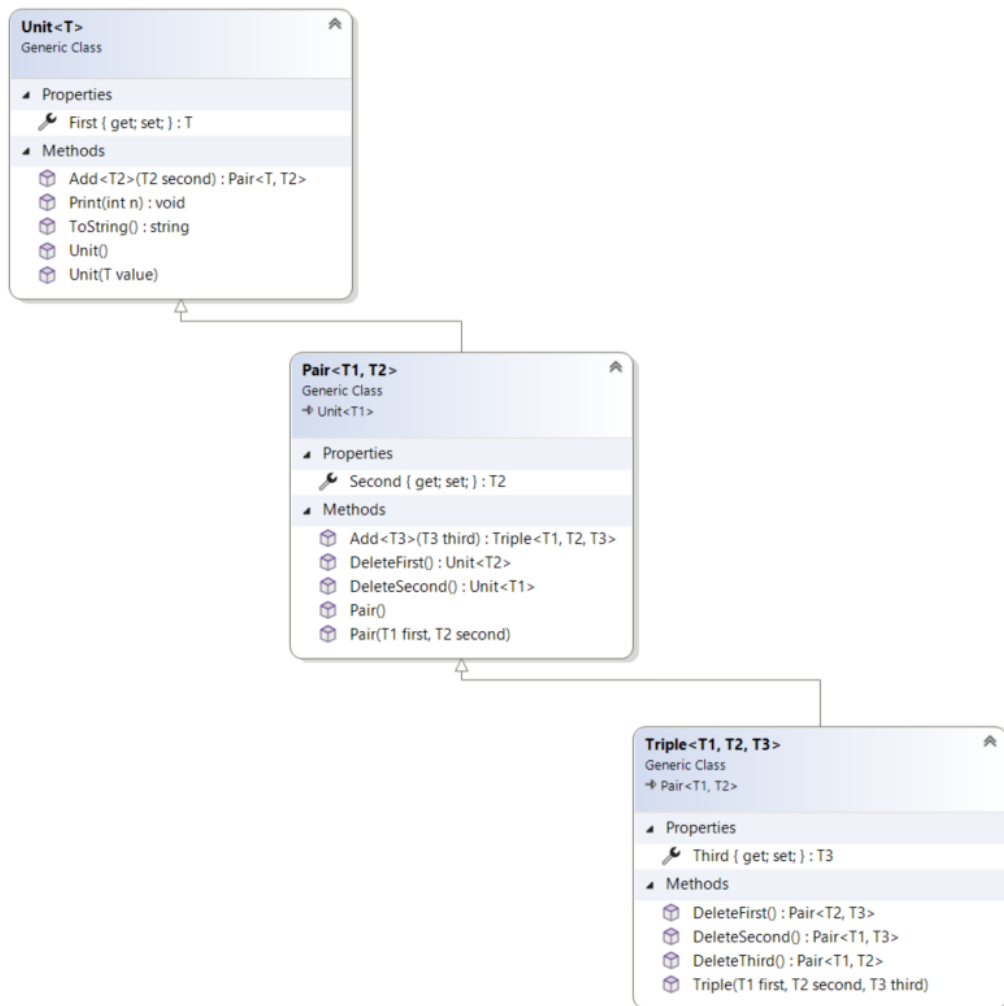 Unit<T>
Generic Class
Properties
First { get; set; } : T
Methods
Add<T2>(T2 second) : Pair<T, T2>
Print(int n) : void
ToString() : string
Unit()
Unit(T value)
Pair<T1, T2>
Generic Class
Unit<T1>
Properties
Second { get; set; } : T2
Methods
Add<T3>(T3 third) : Triple<T1, T2, T3>
DeleteFirst() : Unit<T2>
DeleteSecond() : Unit<T1>
Pair()
Pair(T1 first, T2 second)
Triple<T1, T2, T3>
Generic Class
Pair<T1, T2>
Properties
Third { get; set; } : T3
Methods
DeleteFirst() : Pair<T2, T3>
DeleteSecond() : Pair<T1, T3>
DeleteThird() : Pair<T1, T2>
Triple(T1 first, T2 second, T3 third)